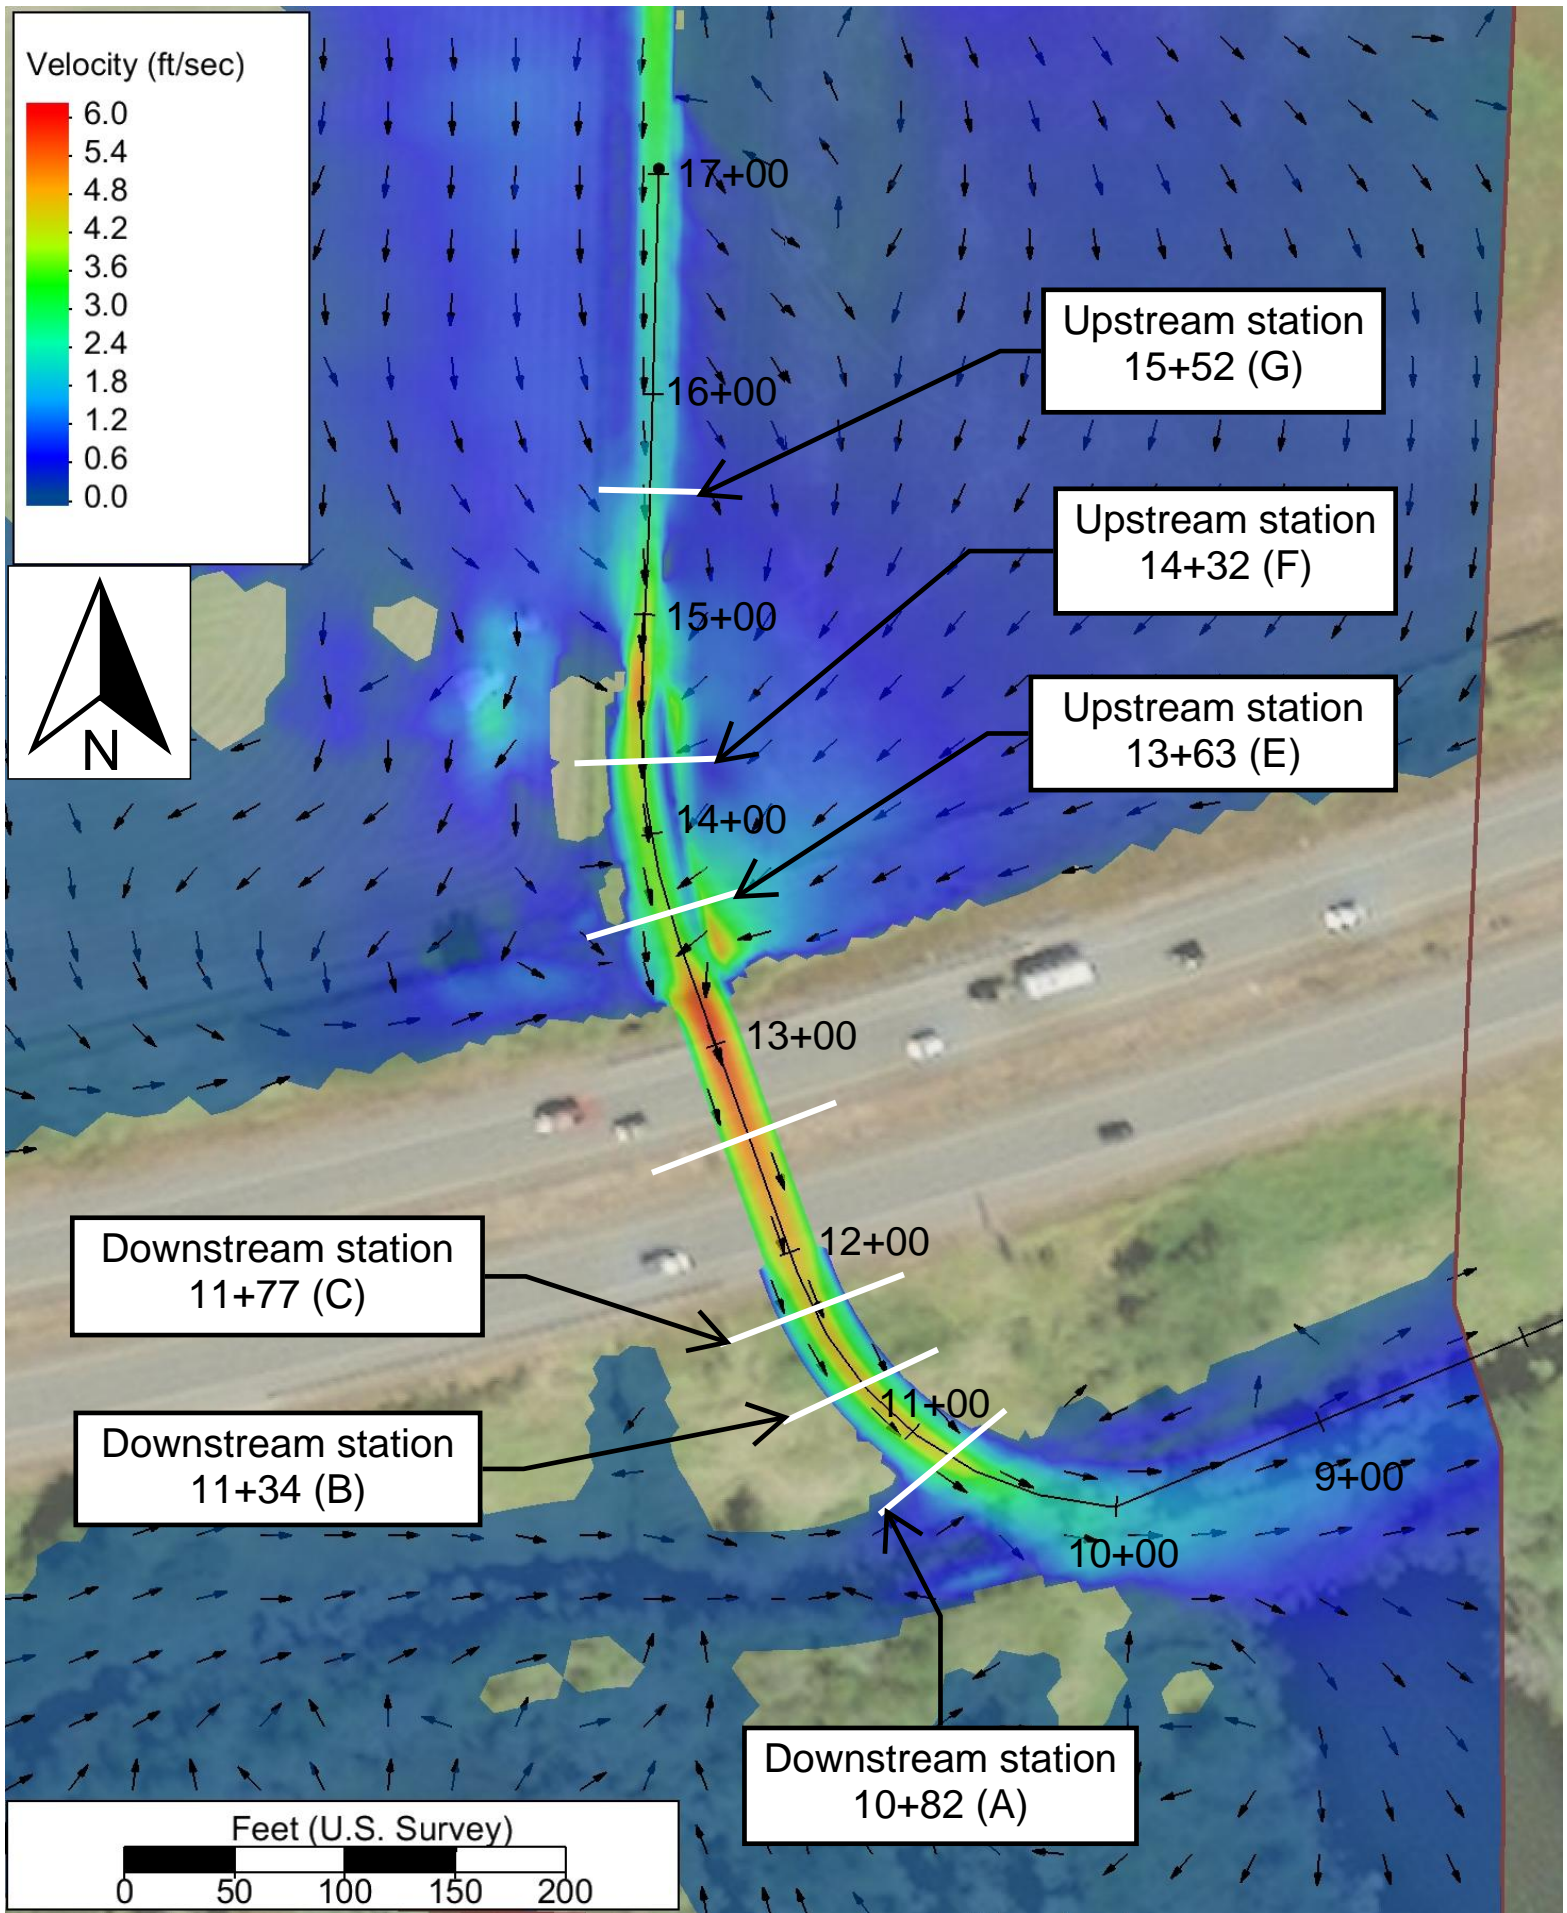 Velocity (ft/sec)
6.0
5.4
4.8
4.2
3.6
3.0
2.4
1.8
1.2
0.6
0.0
N
17+00
Upstream station
15+52 (G)
16+00
Upstream station
14+32 (F)
15+00
Upstream station
13+63 (E)
14+00
13+00
12+00
Downstream station
11+77 (C)
11+00
Downstream station
11+34 (B)
9+00
10+00
Downstream station
10+82 (A)
Feet (U.S. Survey)
0 50 100 150 200